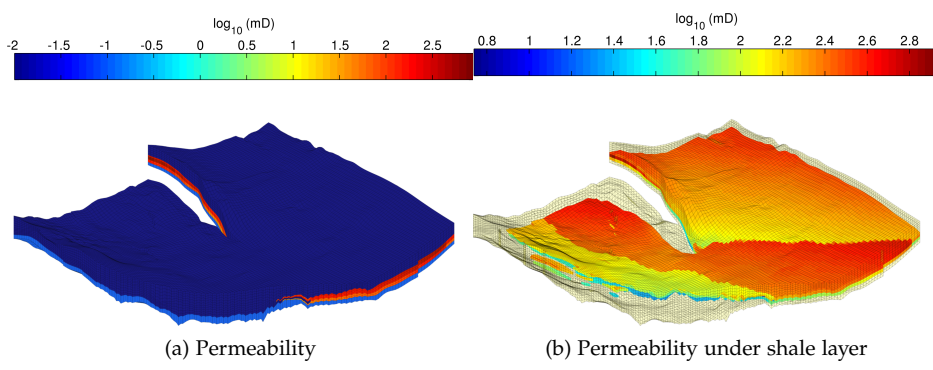 log10 (mD)
-2 -1.5 -1 -0.5 0 0.5 1 1.5 2 2.5
log10 (mD)
0.8 1 1.2 1.4 1.6 1.8 2 2.2 2.4 2.6 2.8
(a) Permeability
(b) Permeability under shale layer